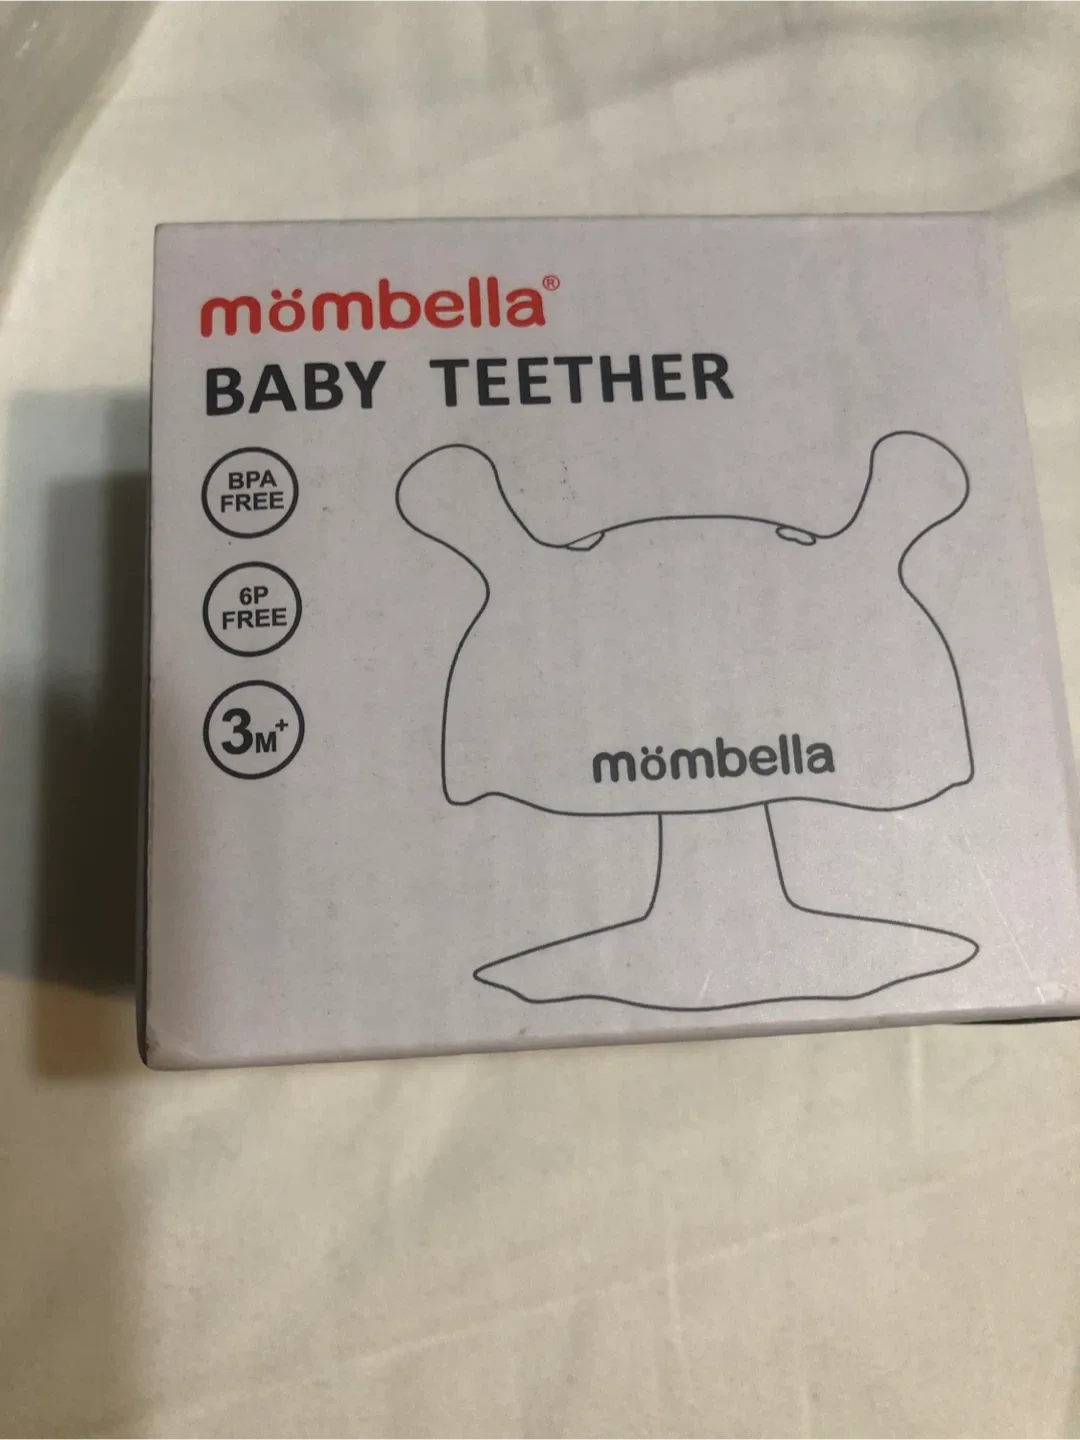 mömbella®
BABY TEETHER
BPA
FREE
6P
FREE
3M+
mömbella